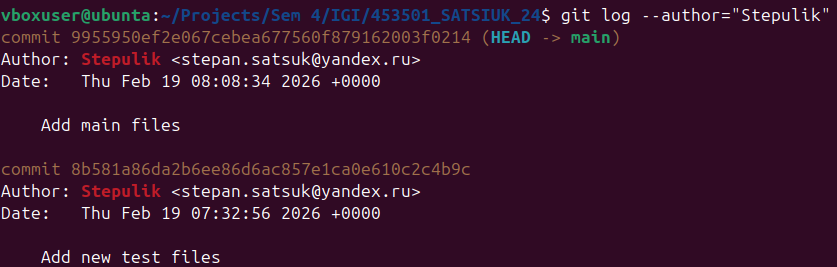 vboxuser@ubuntu:~/Projects/Sem 4/IGI/453501_SATSIUK_24$ git log --author="Stepulik"
commit 9955950ef2e067cebea677560f879162003f0214 (HEAD -> main)
Author: Stepulik <stepan.satsuk@yandex.ru>
Date:   Thu Feb 19 08:08:34 2026 +0000
    Add main files
commit 8b581a86da2b6ee86d6ac857e1ca0e610c2c4b9c
Author: Stepulik <stepan.satsuk@yandex.ru>
Date:   Thu Feb 19 07:32:56 2026 +0000
    Add new test files